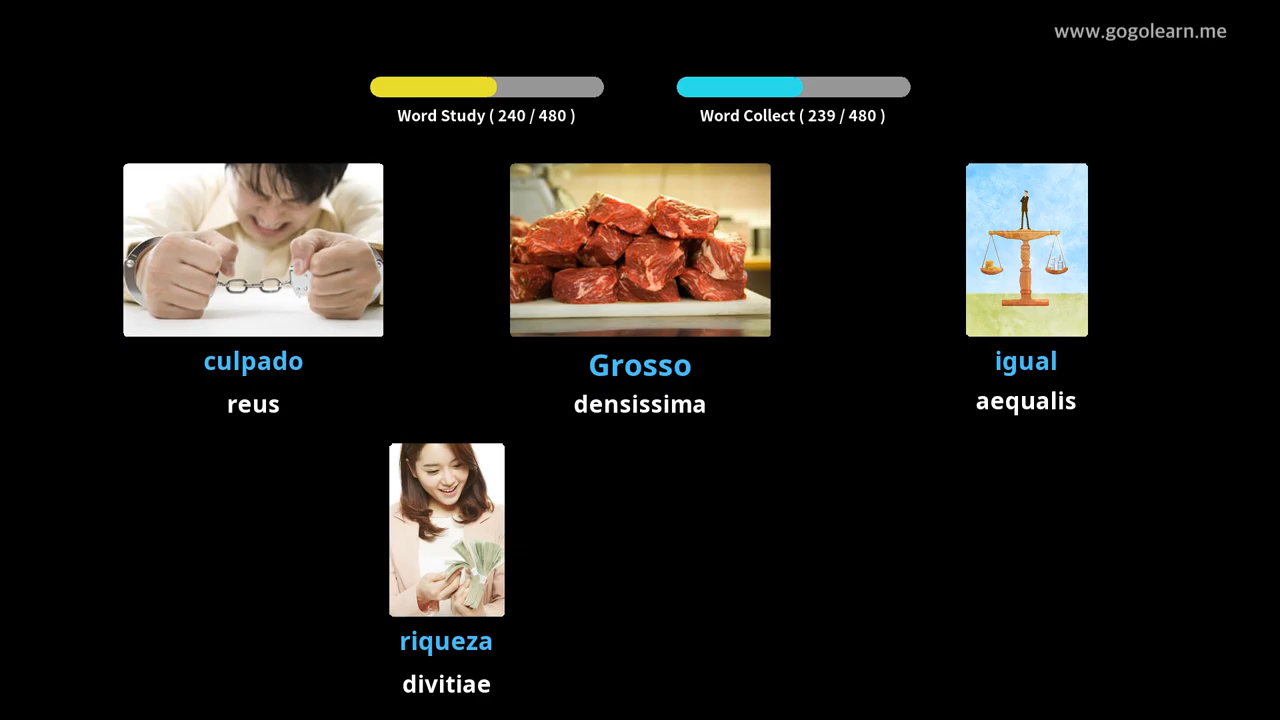 www.gogolearn.me
Word Study ( 240 / 480 )
Word Collect ( 239 / 480 )
culpado
reus
Grosso
densissima
igual
aequalis
riqueza
divitiae